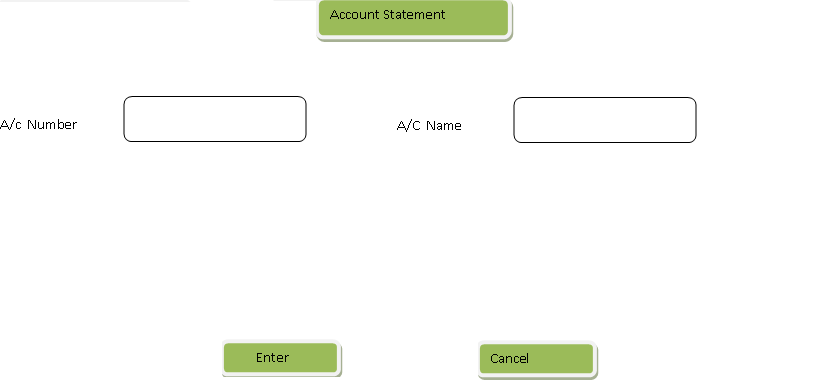 Account Statement
A/c Number
A/C Name
Enter
Cancel